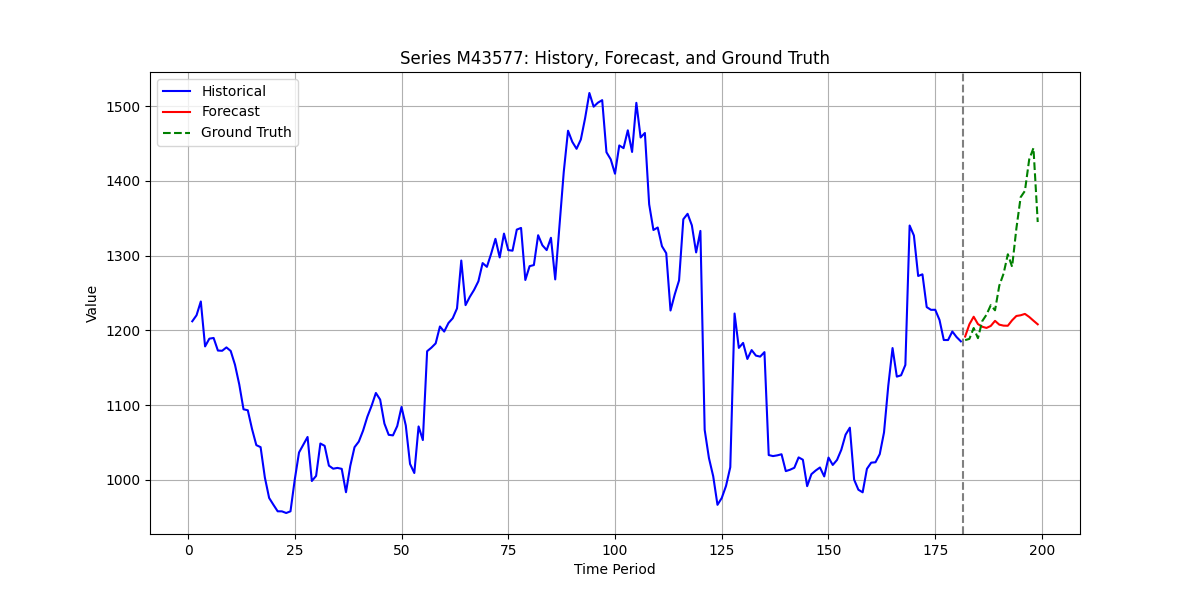 Series M43577: History, Forecast, and Ground Truth
Historical
Forecast
Ground Truth
Value
1500
1400
1300
1200
1100
1000
0 25 50 75 100 125 150 175 200
Time Period